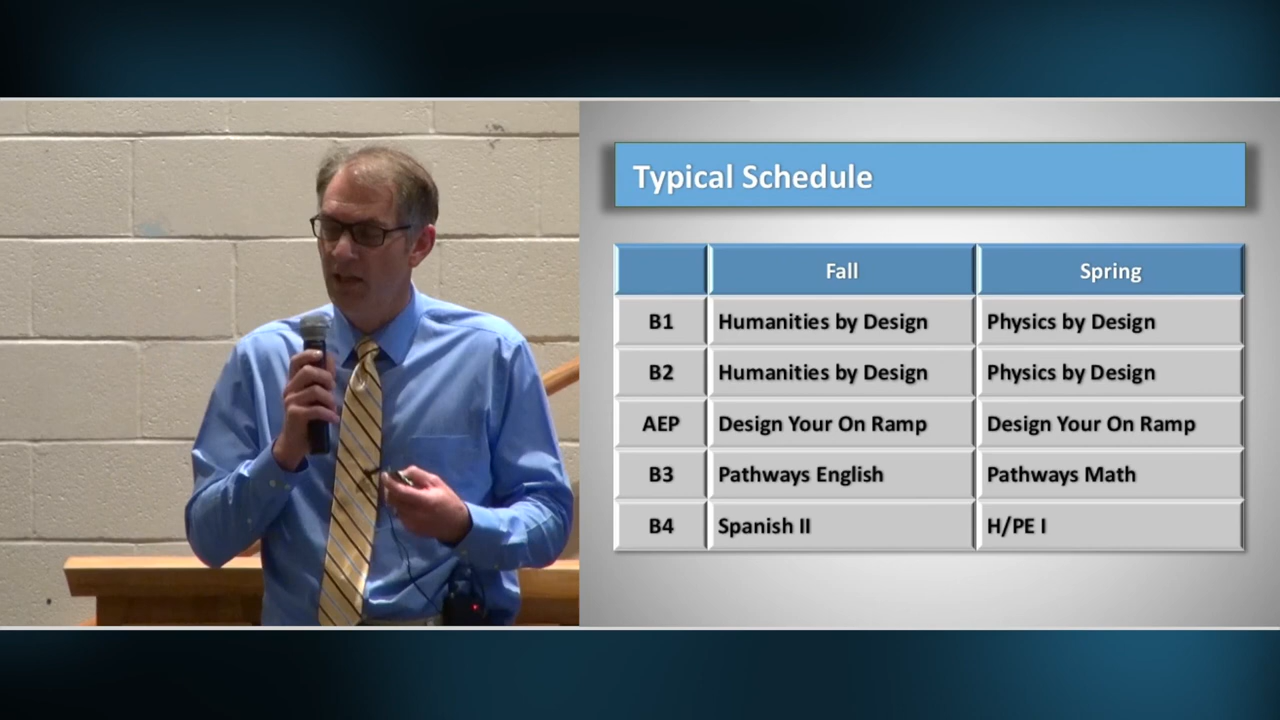 Typical Schedule
Fall Spring
B1 Humanities by Design Physics by Design
B2 Humanities by Design Physics by Design
AEP Design Your On Ramp Design Your On Ramp
B3 Pathways English Pathways Math
B4 Spanish II H/PE I